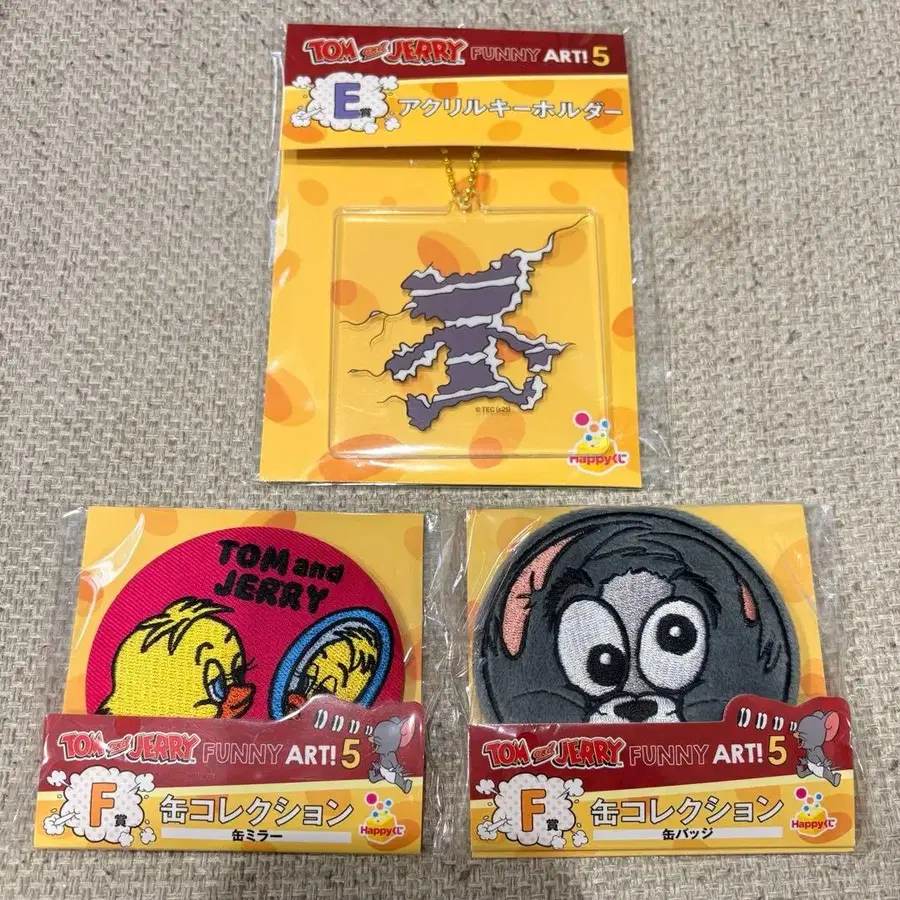 TOM and JERRY FUNNY ART! 5
E賞 アクリルキーホルダー
© TEC (s25)
Happyくじ
TOM and
JERRY
TOM and JERRY FUNNY ART! 5
F賞 缶コレクション
缶ミラー
Happyくじ
TOM and JERRY FUNNY ART! 5
F賞 缶コレクション
缶バッジ
Happyくじ